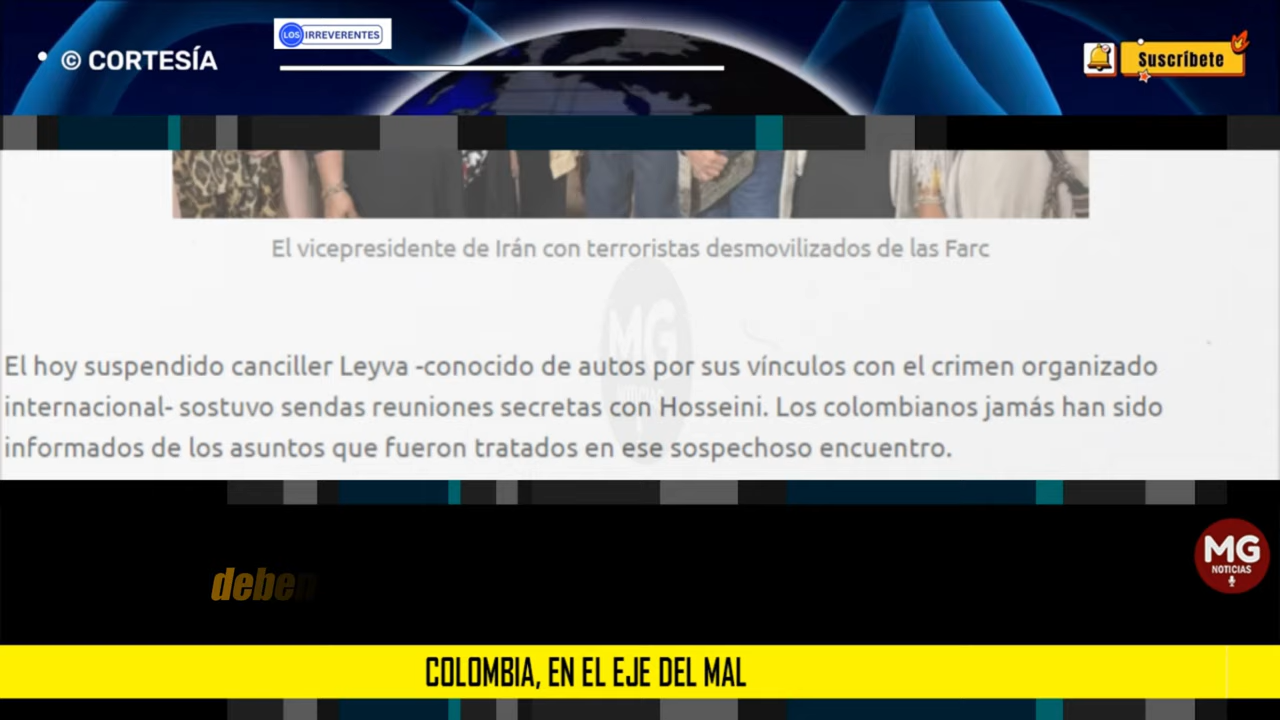 © CORTESÍA
LOS IRREVERENTES
Suscríbete
El vicepresidente de Irán con terroristas desmovilizados de las Farc
MG
El hoy suspendido canciller Leyva -conocido de autos por sus vínculos con el crimen organizado
internacional- sostuvo sendas reuniones secretas con Hosseini. Los colombianos jamás han sido
informados de los asuntos que fueron tratados en ese sospechoso encuentro.
MG
NOTICIAS
deben
COLOMBIA, EN EL EJE DEL MAL